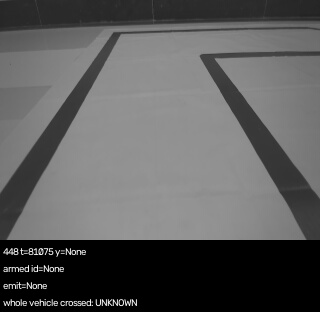 448 t=81075 y=None
armed id=None
emit=None
whole vehicle crossed: UNKNOWN